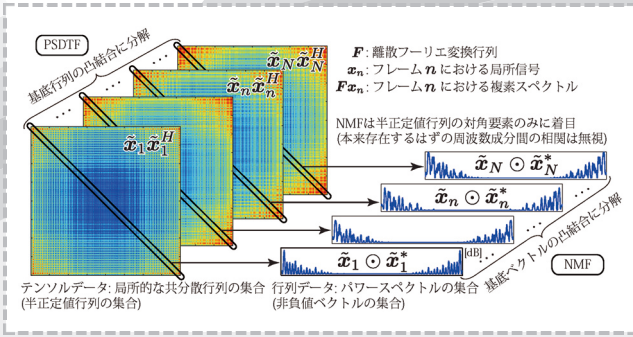 PSDTF
基底行列の凸結合に分解
x̃_N x̃_N^H
x̃_n x̃_n^H
x̃_1 x̃_1^H
F : 離散フーリエ変換行列
x_n : フレーム n における局所信号
Fx_n : フレーム n における複素スペクトル
NMFは半正定値行列の対角要素のみに着目
(本来存在するはずの周波数成分間の相関は無視)
x̃_N ⊙ x̃_N^*
x̃_n ⊙ x̃_n^*
x̃_1 ⊙ x̃_1^*
[dB]
基底ベクトルの凸結合に分解
NMF
テンソルデータ: 局所的な共分散行列の集合
(半正定値行列の集合)
行列データ: パワースペクトルの集合
(非負値ベクトルの集合)